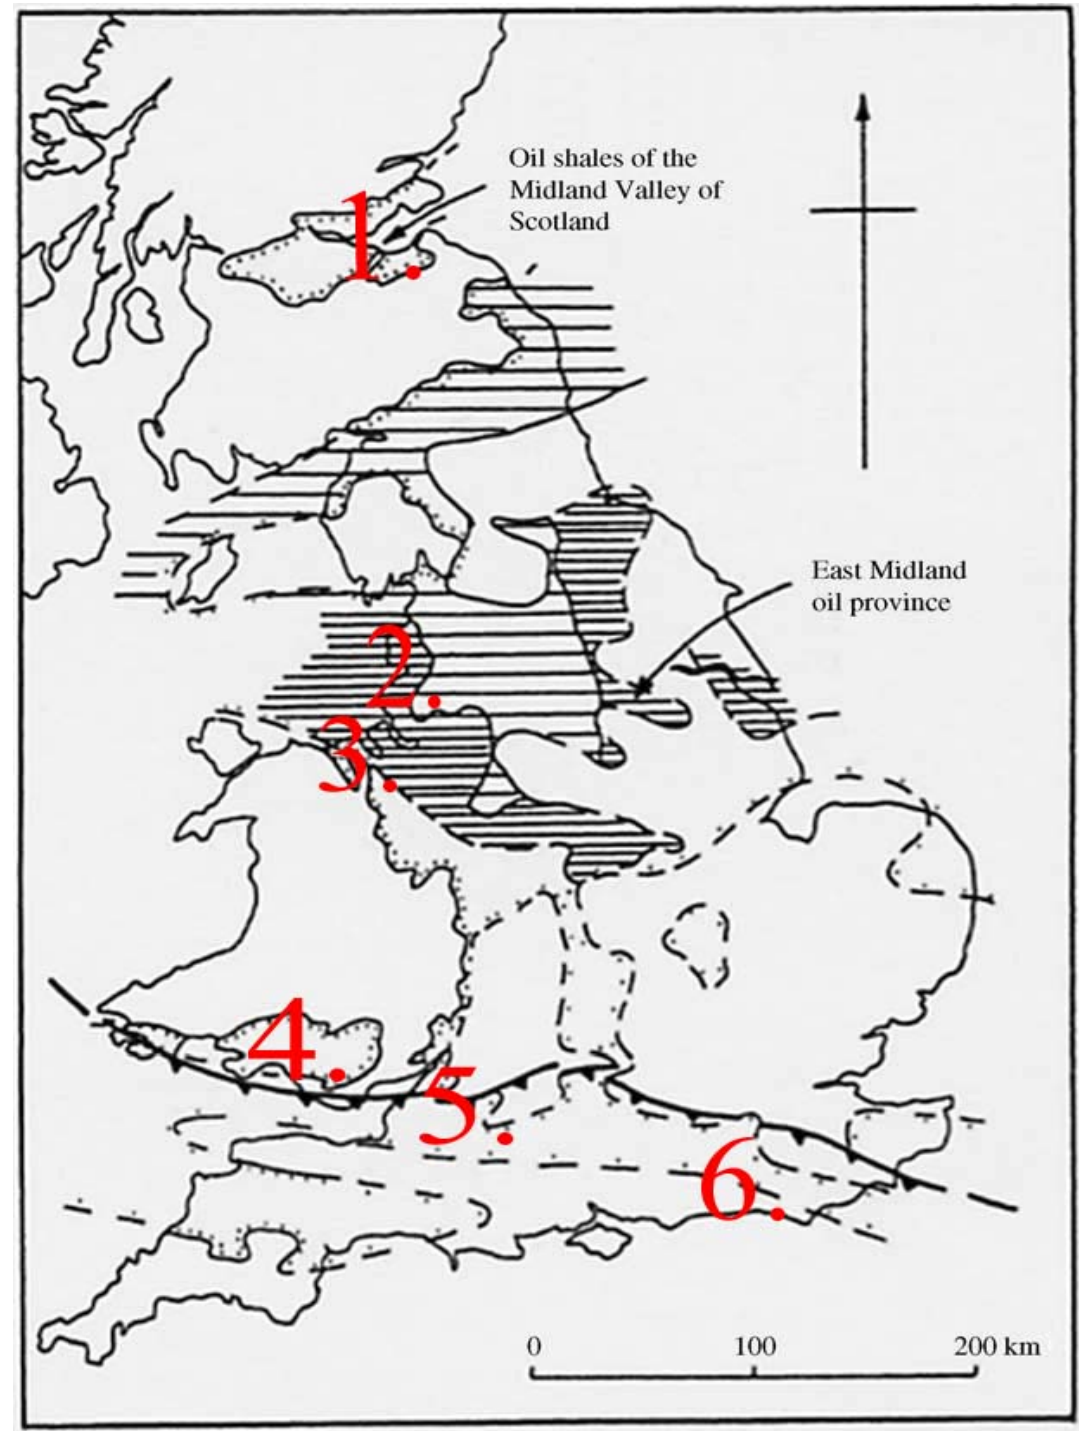 Oil shales of the
Midland Valley of
Scotland
1.
East Midland
oil province
2.
3.
4.
5.
6.
0 100 200 km